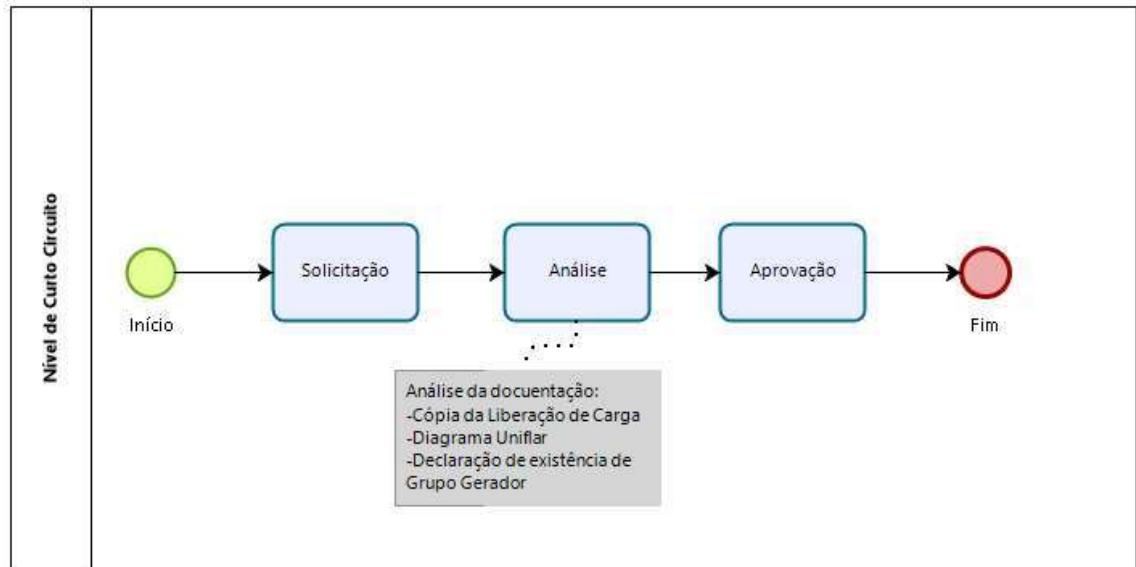 Nível de Curto Circuito
Solicitação
Análise
Aprovação
Início
Fim
Análise da docuentação:
-Cópia da Liberação de Carga
-Diagrama Uniflar
-Declaração de existência de
Grupo Gerador